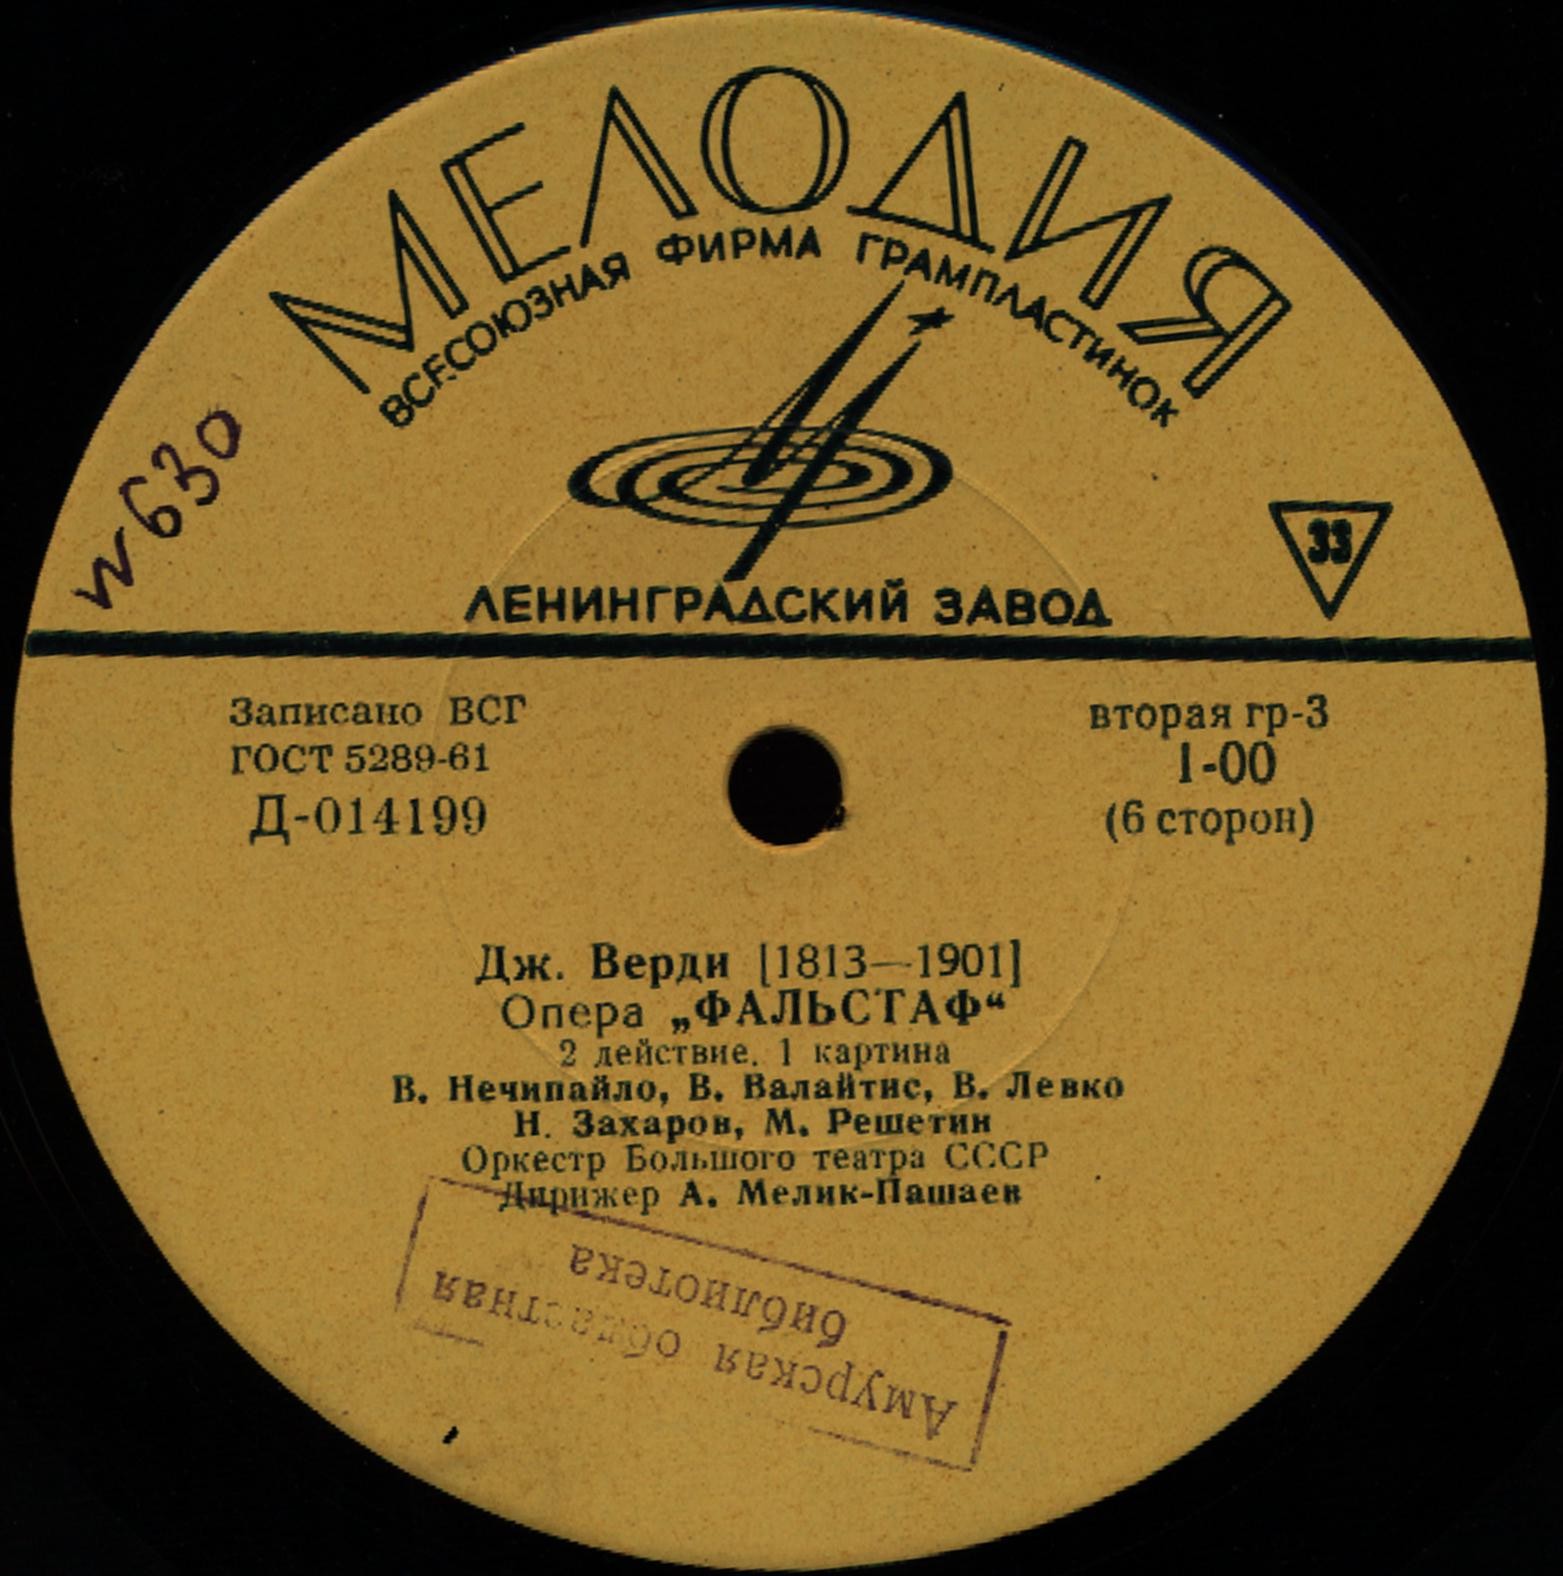 МЕЛОДИЯ
ВСЕСОЮЗНАЯ ФИРМА ГРАМПЛАСТИНОК
№ 630
33
ЛЕНИНГРАДСКИЙ ЗАВОД
Записано ВСГ
ГОСТ 5289-61
Д-014199
вторая гр-3
1-00
(6 сторон)
Дж. Верди [1813—1901]
Опера „ФАЛЬСТАФ“
2 действие. 1 картина
В. Нечипайло, В. Валайтис, В. Левко
Н. Захаров, М. Решетин
Оркестр Большого театра СССР
Дирижер А. Мелик-Пашаев
Амурская областная
библиотека